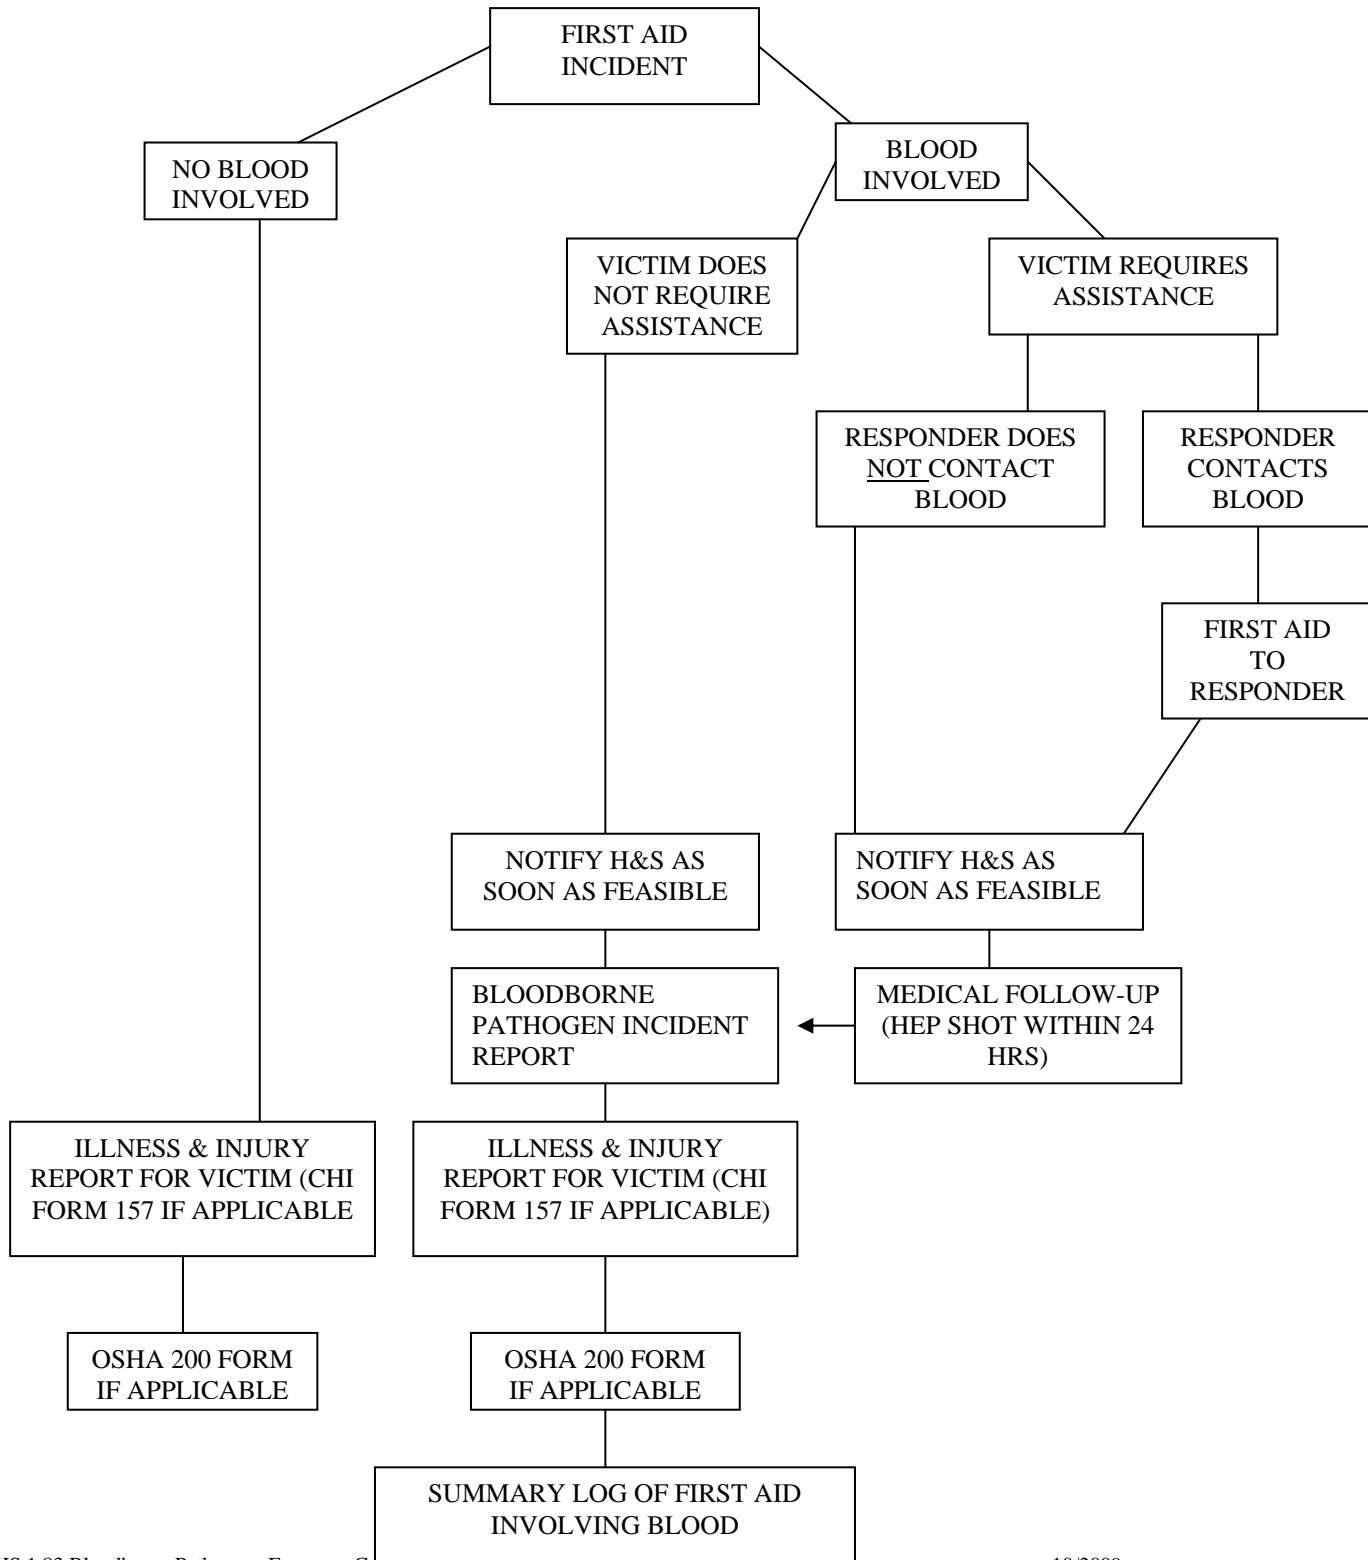 FIRST AID
INCIDENT
NO BLOOD
INVOLVED
BLOOD
INVOLVED
VICTIM DOES
NOT REQUIRE
ASSISTANCE
VICTIM REQUIRES
ASSISTANCE
RESPONDER DOES
NOT CONTACT
BLOOD
RESPONDER
CONTACTS
BLOOD
FIRST AID
TO
RESPONDER
NOTIFY H&S AS
SOON AS FEASIBLE
NOTIFY H&S AS
SOON AS FEASIBLE
BLOODBORNE
PATHOGEN INCIDENT
REPORT
MEDICAL FOLLOW-UP
(HEP SHOT WITHIN 24
HRS)
ILLNESS & INJURY
REPORT FOR VICTIM (CHI
FORM 157 IF APPLICABLE
ILLNESS & INJURY
REPORT FOR VICTIM (CHI
FORM 157 IF APPLICABLE)
OSHA 200 FORM
IF APPLICABLE
OSHA 200 FORM
IF APPLICABLE
SUMMARY LOG OF FIRST AID
INVOLVING BLOOD